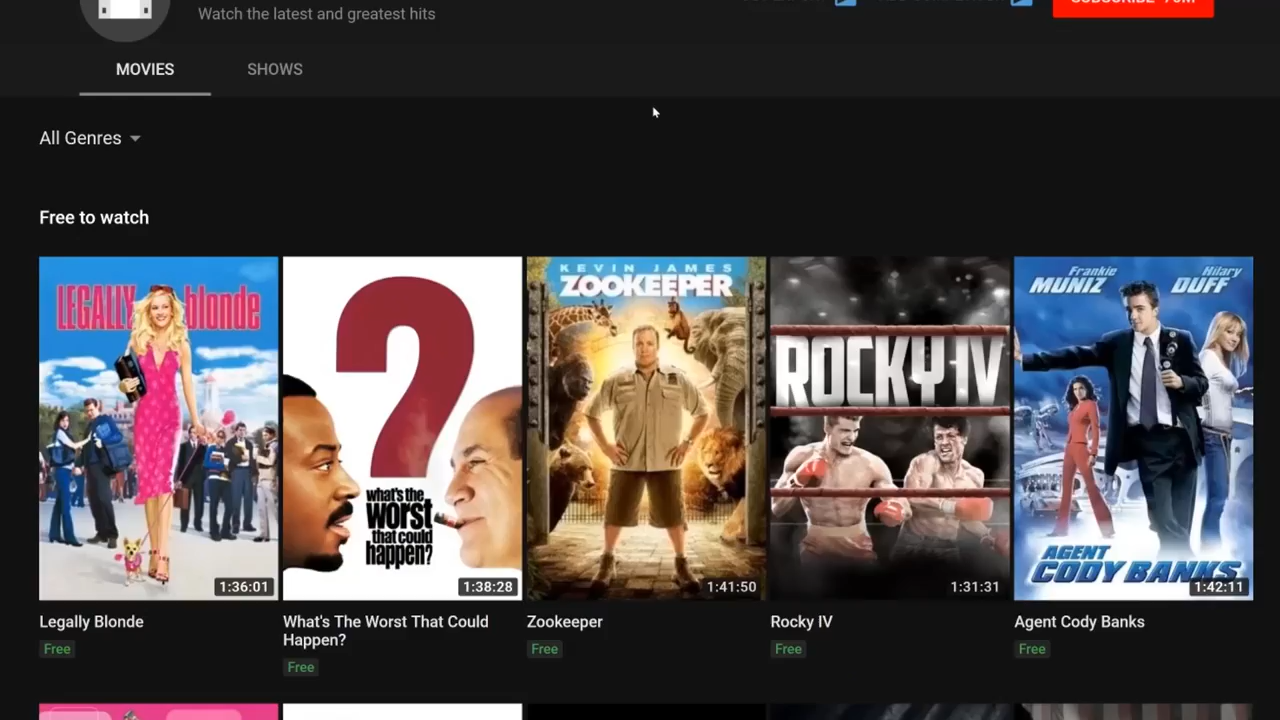 Watch the latest and greatest hits
MOVIES
SHOWS
All Genres
Free to watch
LEGALLY blonde
what's the
worst
that could
happen?
KEVIN JAMES
ZOOKEEPER
ROCKY IV
Frankie
MUNIZ
Hilary
DUFF
AGENT
CODY BANKS
1:36:01
1:38:28
1:41:50
1:31:31
1:42:11
Legally Blonde
What's The Worst That Could
Happen?
Zookeeper
Rocky IV
Agent Cody Banks
Free
Free
Free
Free
Free